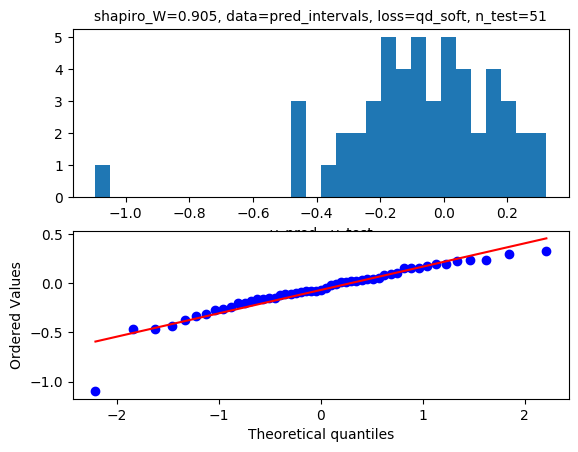 shapiro_W=0.905, data=pred_intervals, loss=qd_soft, n_test=51
5
4
3
2
1
0
−1.0 −0.8 −0.6 −0.4 −0.2 0.0 0.2
0.5
0.0
−0.5
−1.0
Ordered Values
−2 −1 0 1 2
Theoretical quantiles